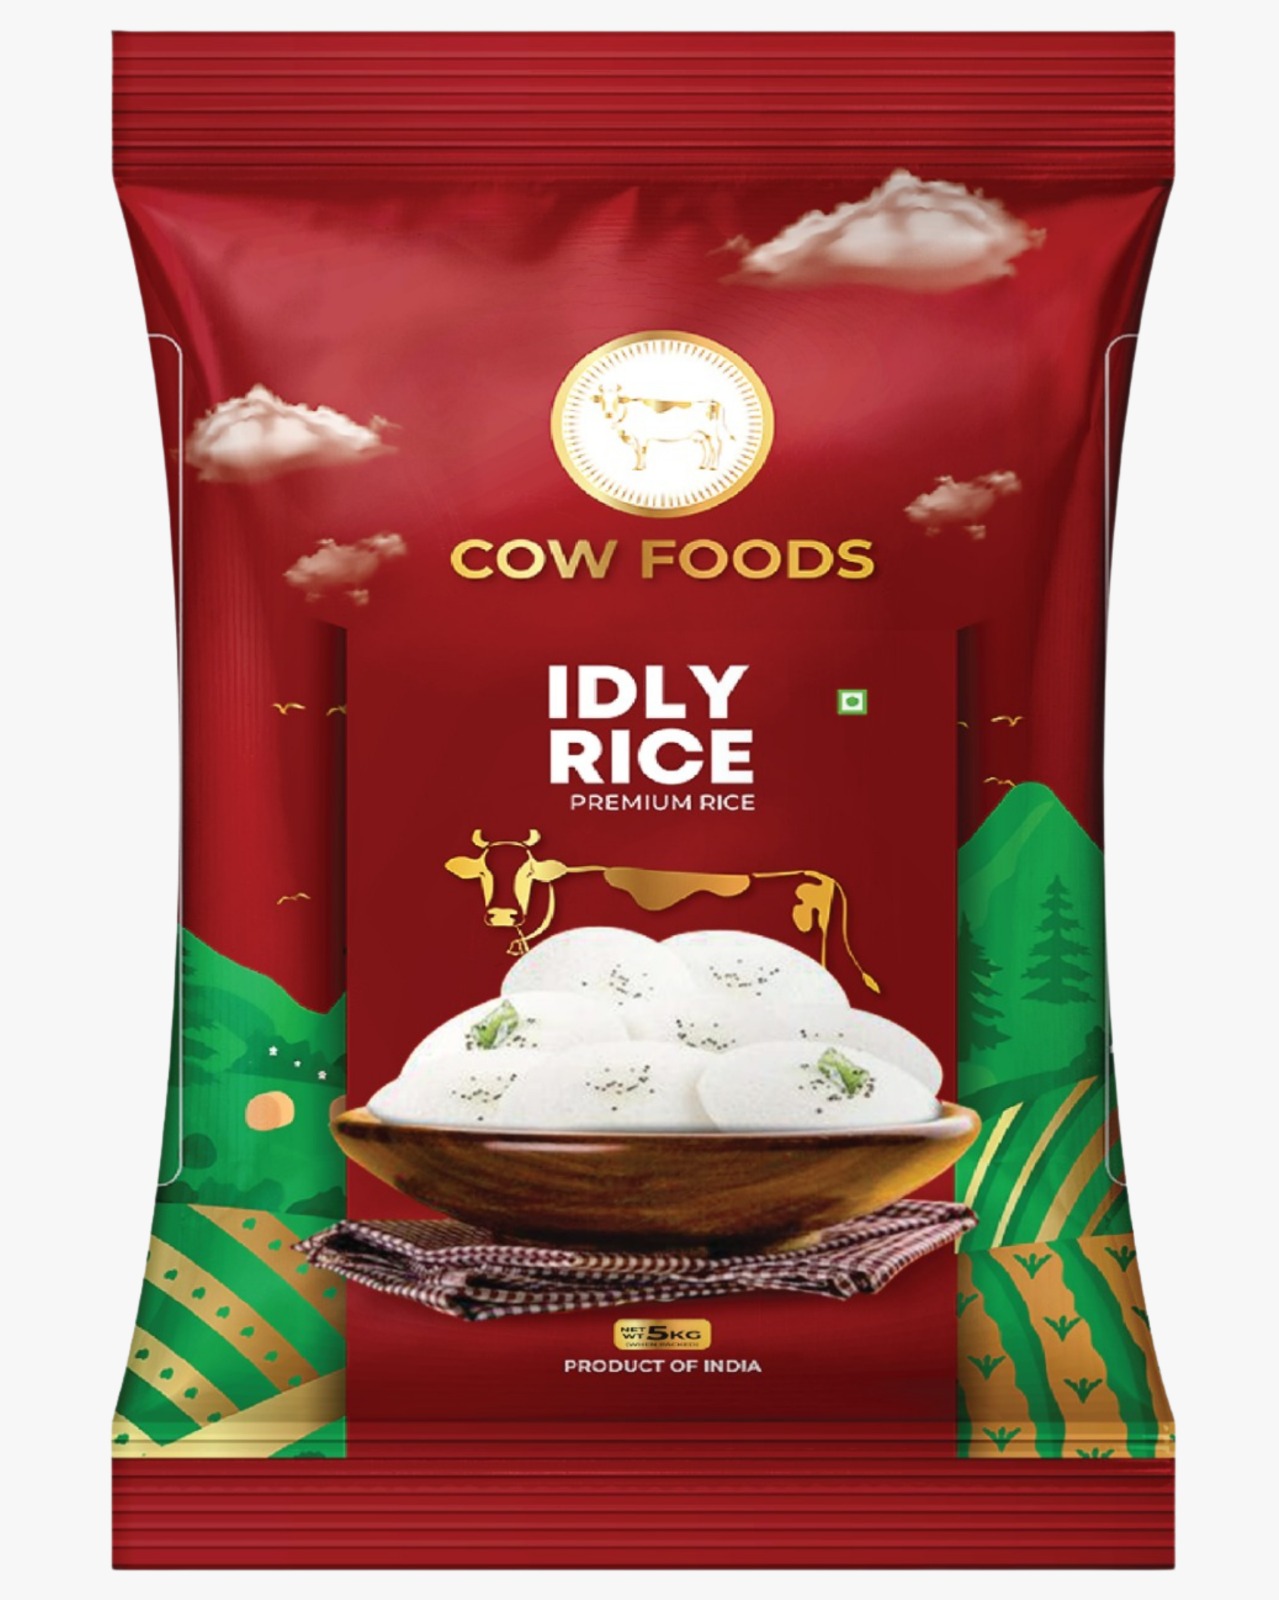 COW FOODS
IDLY
RICE
PREMIUM RICE
NET
WT 5KG
PRODUCT OF INDIA